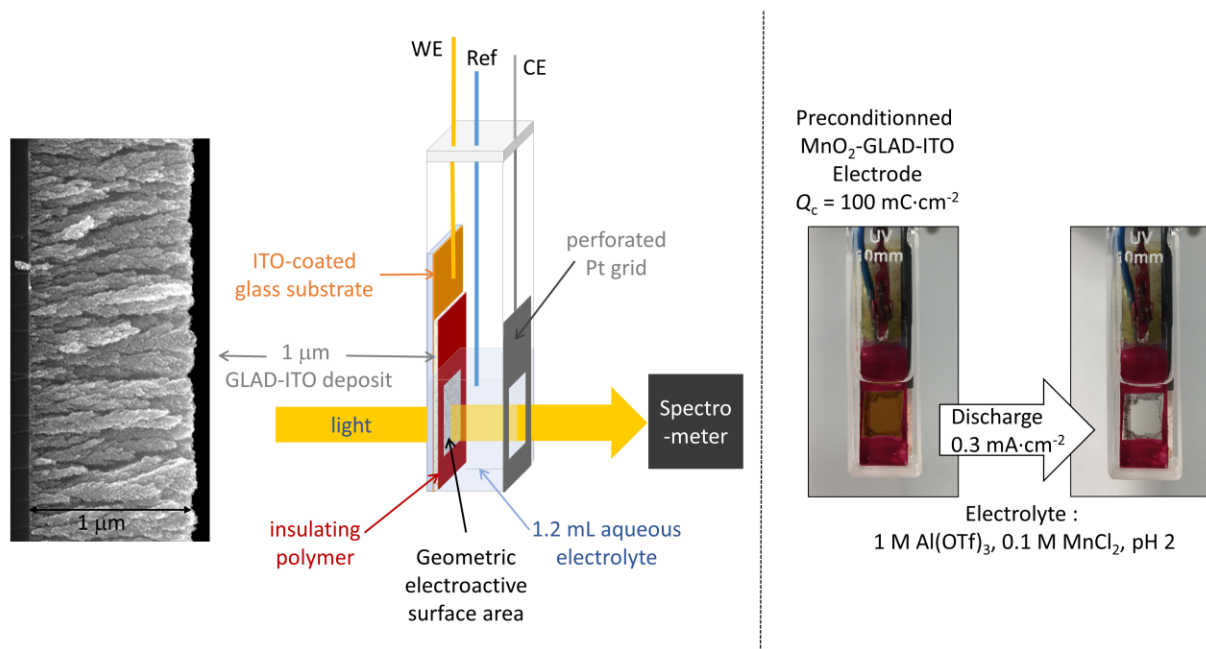 WE
Ref
CE
ITO-coated
glass substrate
perforated
Pt grid
1 μm
GLAD-ITO deposit
light
Spectro
-meter
1 μm
insulating
polymer
Geometric
electroactive
surface area
1.2 mL aqueous
electrolyte
Preconditionned
MnO₂-GLAD-ITO
Electrode
Qc = 100 mC·cm⁻²
UV
10mm
Discharge
0.3 mA·cm⁻²
UV
10mm
Electrolyte :
1 M Al(OTf)₃, 0.1 M MnCl₂, pH 2